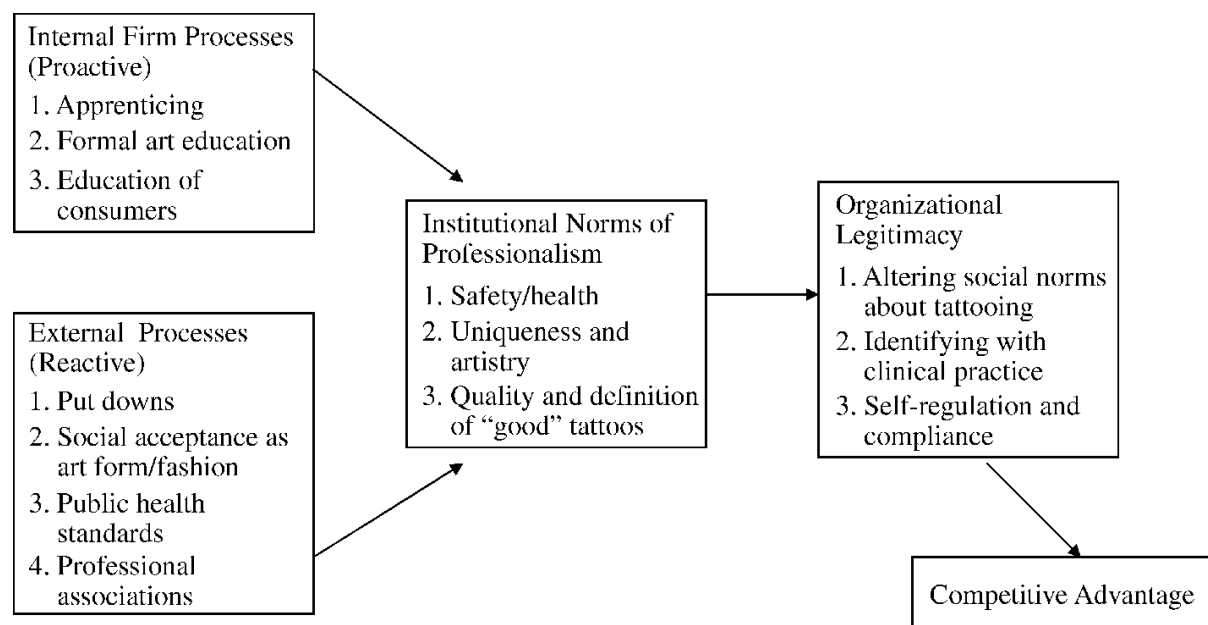 Internal Firm Processes
(Proactive)
1. Apprenticing
2. Formal art education
3. Education of
consumers
External Processes
(Reactive)
1. Put downs
2. Social acceptance as
art form/fashion
3. Public health
standards
4. Professional
associations
Institutional Norms of
Professionalism
1. Safety/health
2. Uniqueness and
artistry
3. Quality and definition
of “good” tattoos
Organizational
Legitimacy
1. Altering social norms
about tattooing
2. Identifying with
clinical practice
3. Self-regulation and
compliance
Competitive Advantage